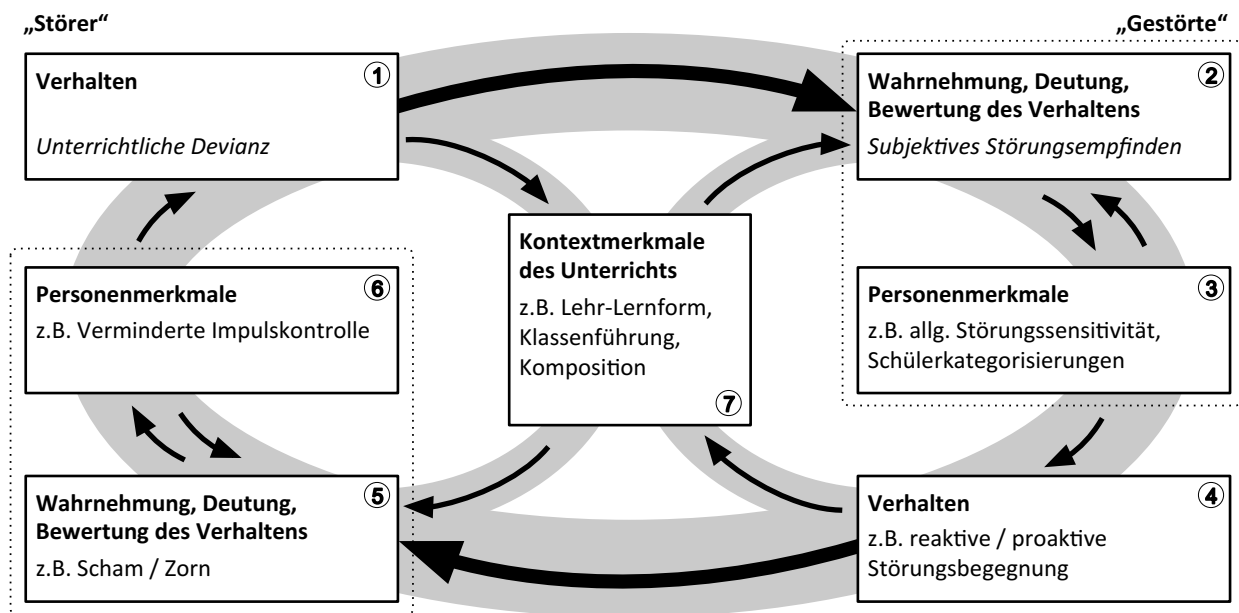 „Störer“
„Gestörte“
Verhalten
①
Unterrichtliche Devianz
Wahrnehmung, Deutung,
②
Bewertung des Verhaltens
Subjektives Störungsempfinden
Personenmerkmale
③
z.B. allg. Störungssensitivität,
Schülerkategorisierungen
Verhalten
④
z.B. reaktive / proaktive
Störungsbegegnung
Wahrnehmung, Deutung,
⑤
Bewertung des Verhaltens
z.B. Scham / Zorn
Personenmerkmale
⑥
z.B. Verminderte Impulskontrolle
Kontextmerkmale
des Unterrichts
z.B. Lehr-Lernform,
Klassenführung,
Komposition
⑦